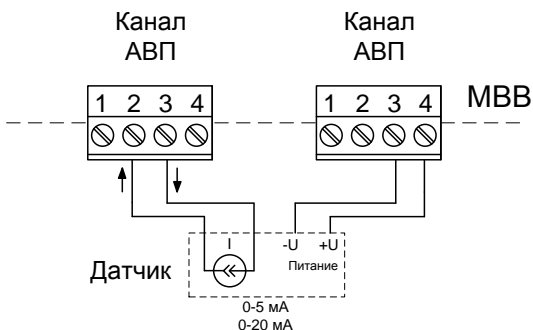 Канал
АВП
Канал
АВП
1 2 3 4
1 2 3 4
МВВ
Датчик
I
-U +U
Питание
0-5 мА
0-20 мА